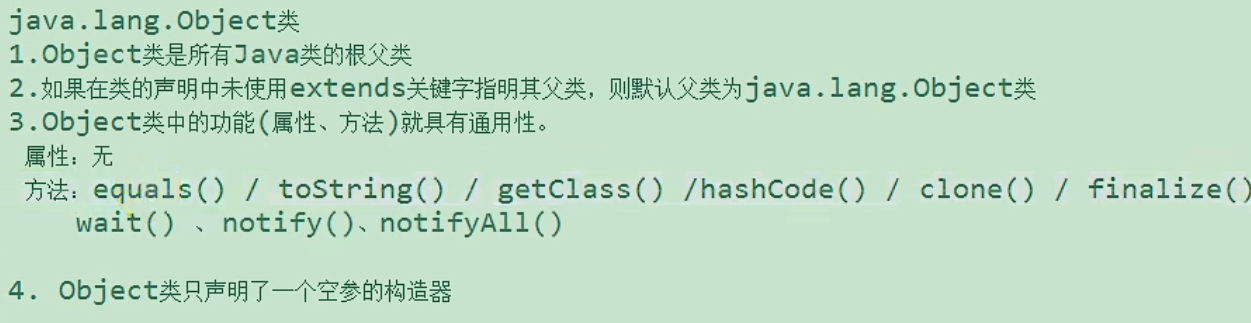 java.lang.Object类
1.Object类是所有Java类的根父类
2.如果在类的声明中未使用extends关键字指明其父类，则默认父类为java.lang.Object类
3.Object类中的功能(属性、方法)就具有通用性。
属性：无
方法：equals() / toString() / getClass() /hashCode() / clone() / finalize()
wait() 、notify()、notifyAll()
4. Object类只声明了一个空参的构造器